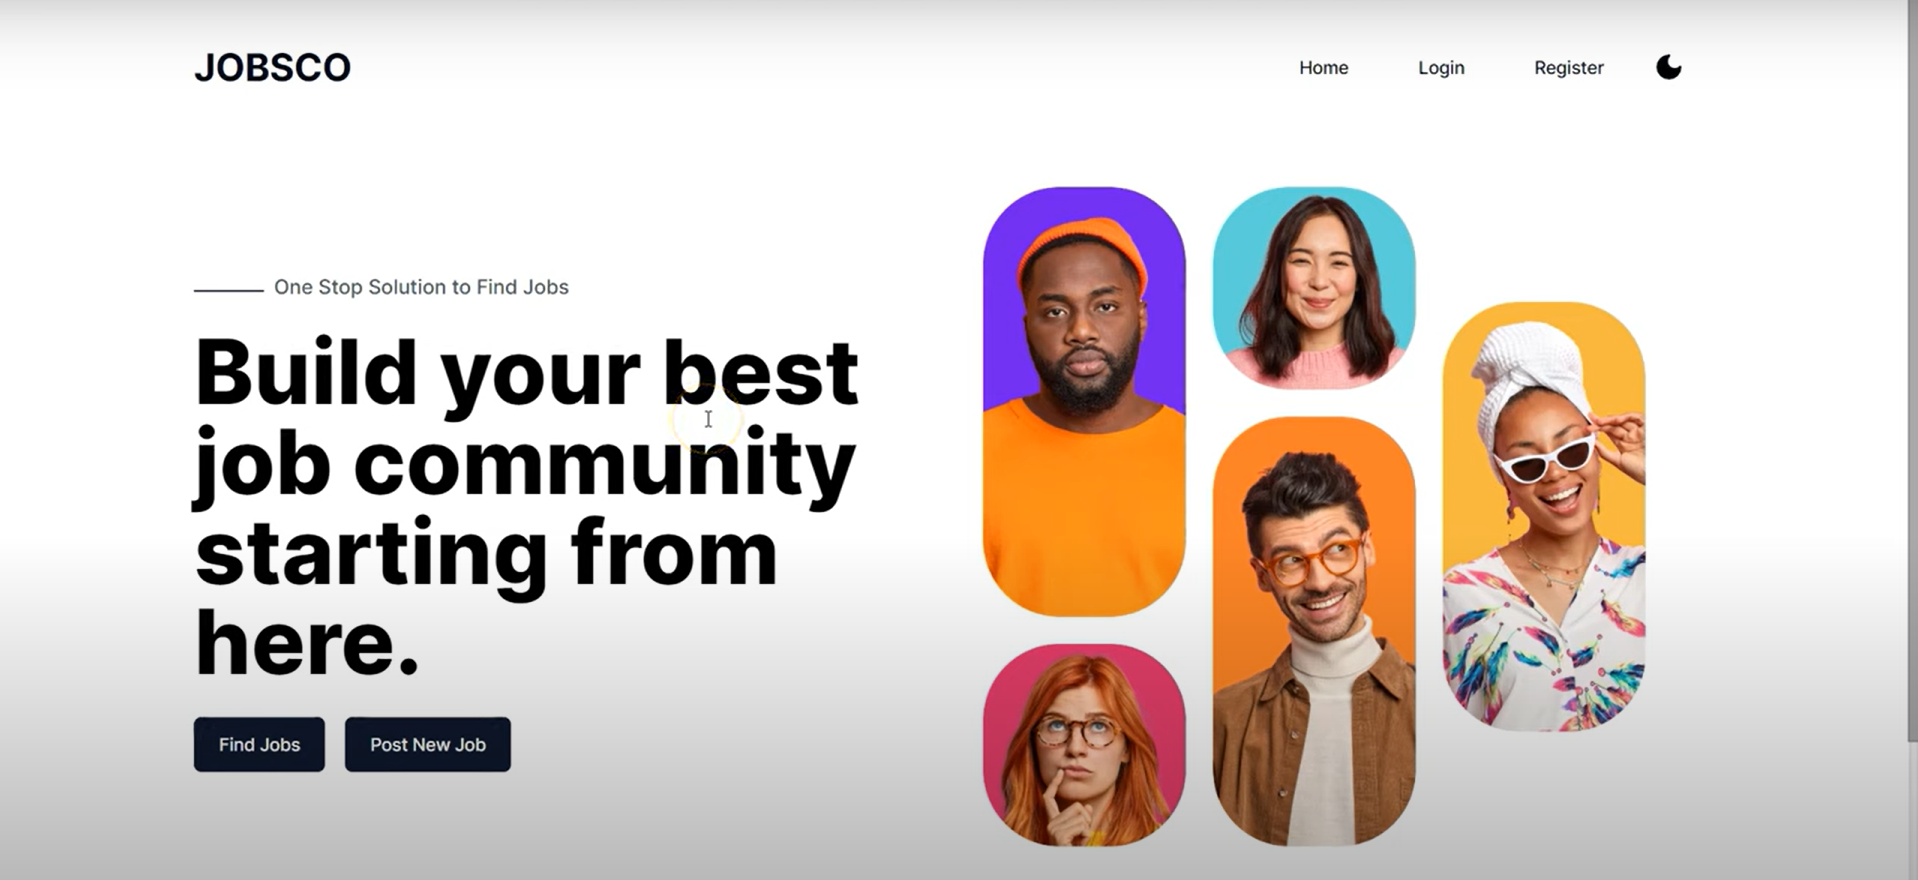 JOBSCO
Home
Login
Register
One Stop Solution to Find Jobs
Build your best
job community
starting from
here.
Find Jobs
Post New Job